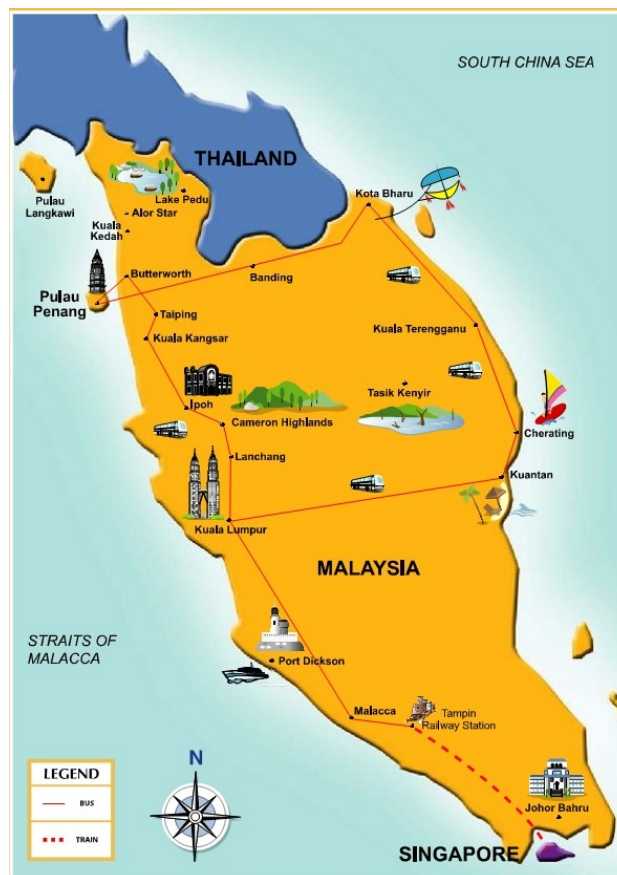 SOUTH CHINA SEA
THAILAND
Pulau
Langkawi
Lake Pedu
Kota Bharu
Alor Star
Kuala
Kedah
Butterworth
Banding
Pulau
Penang
Taiping
Kuala Terengganu
Kuala Kangsar
Tasik Kenyir
Ipoh
Cameron Highlands
Cherating
Lanchang
Kuantan
Kuala Lumpur
MALAYSIA
STRAITS OF
MALACCA
Port Dickson
Malacca
Tampin
Railway Station
N
LEGEND
BUS
TRAIN
Johor Bahru
SINGAPORE